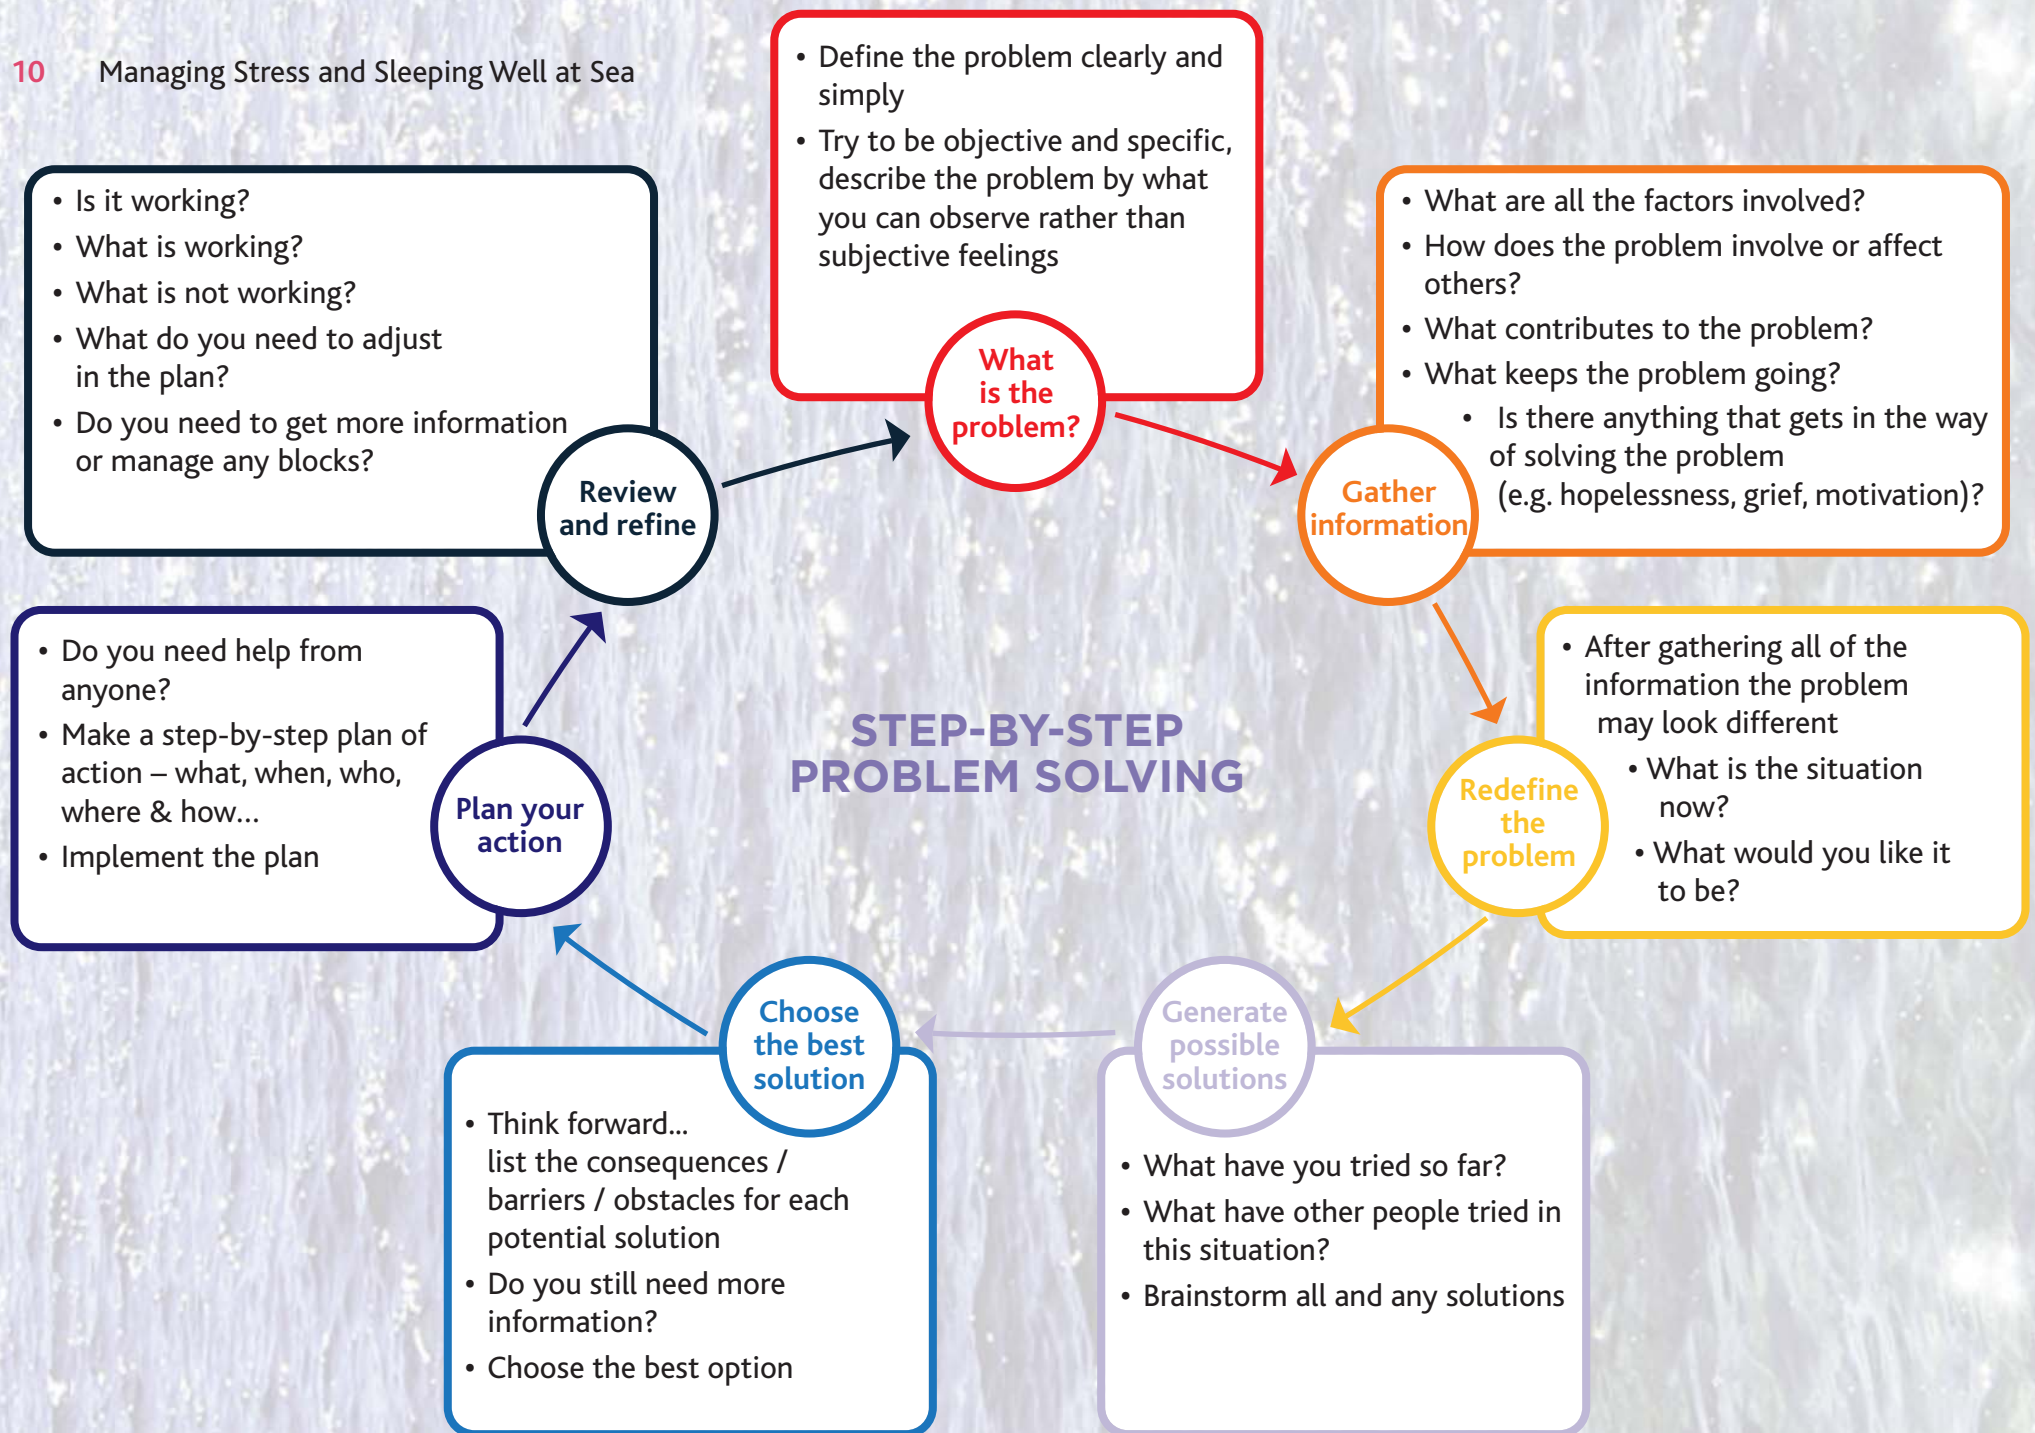 10 Managing Stress and Sleeping Well at Sea
• Define the problem clearly and
simply
• Try to be objective and specific,
describe the problem by what
you can observe rather than
subjective feelings
What
is the
problem?
• What are all the factors involved?
• How does the problem involve or affect
others?
• What contributes to the problem?
• What keeps the problem going?
• Is there anything that gets in the way
of solving the problem
(e.g. hopelessness, grief, motivation)?
Gather
information
• After gathering all of the
information the problem
may look different
• What is the situation
now?
• What would you like it
to be?
Redefine
the
problem
Generate
possible
solutions
• What have you tried so far?
• What have other people tried in
this situation?
• Brainstorm all and any solutions
Choose
the best
solution
• Think forward...
list the consequences /
barriers / obstacles for each
potential solution
• Do you still need more
information?
• Choose the best option
• Do you need help from
anyone?
• Make a step-by-step plan of
action – what, when, who,
where & how...
• Implement the plan
Plan your
action
• Is it working?
• What is working?
• What is not working?
• What do you need to adjust
in the plan?
• Do you need to get more information
or manage any blocks?
Review
and refine
STEP-BY-STEP
PROBLEM SOLVING